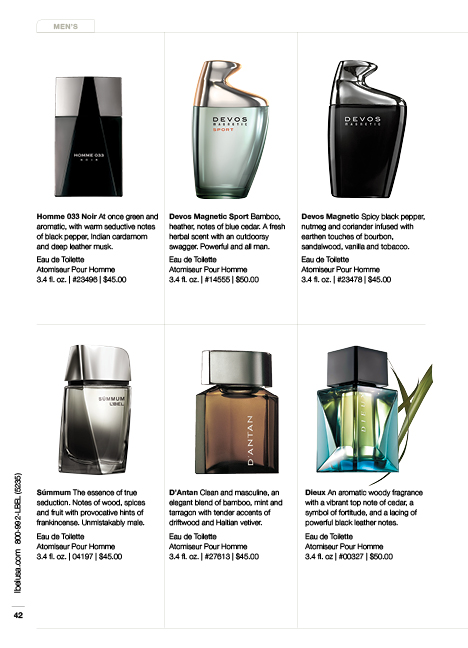 MEN'S
HOMME 033
NOIR
DEVOS
MAGNETIC
SPORT
DEVOS
MAGNETIC
Homme 033 Noir At once green and
aromatic, with warm seductive notes
of black pepper, Indian cardamom
and deep leather musk.
Eau de Toilette
Atomiseur Pour Homme
3.4 fl. oz. | #23496 | $45.00
Devos Magnetic Sport Bamboo,
heather, notes of blue cedar. A fresh
herbal scent with an outdoorsy
swagger. Powerful and all man.
Eau de Toilette
Atomiseur Pour Homme
3.4 fl. oz. | #14555 | $50.00
Devos Magnetic Spicy black pepper,
nutmeg and coriander infused with
earthen touches of bourbon,
sandalwood, vanilla and tobacco.
Eau de Toilette
Atomiseur Pour Homme
3.4 fl. oz. | #23478 | $45.00
SÜMMUM
L'BEL
D'ANTAN
DIEUX
Súmmum The essence of true
seduction. Notes of wood, spices
and fruit with provocative hints of
frankincense. Unmistakably male.
Eau de Toilette
Atomiseur Pour Homme
3.4 fl. oz. | 04197 | $45.00
D'Antan Clean and masculine, an
elegant blend of bamboo, mint and
tarragon with tender accents of
driftwood and Haitian vetiver.
Eau de Toilette
Atomiseur Pour Homme
3.4 fl. oz. | #27613 | $45.00
Dieux An aromatic woody fragrance
with a vibrant top note of cedar, a
symbol of fortitude, and a lacing of
powerful black leather notes.
Eau de Toilette
Atomiseur Pour Homme
3.4 fl. oz | #00327 | $50.00
lbelusa.com 800-992-LBEL (5235)
42